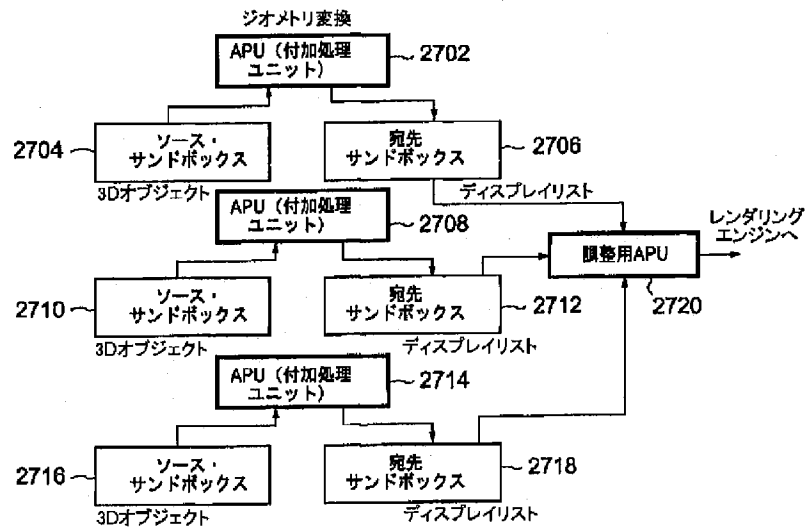 ジオメトリ変換
APU(付加処理
ユニット)
2702
2704
ソース・
サンドボックス
宛先
サンドボックス
2706
3Dオブジェクト
ディスプレイリスト
APU(付加処理
ユニット)
2708
レンダリング
エンジンへ
調整用APU
2720
2710
ソース・
サンドボックス
宛先
サンドボックス
2712
3Dオブジェクト
ディスプレイリスト
APU(付加処理
ユニット)
2714
2716
ソース・
サンドボックス
宛先
サンドボックス
2718
3Dオブジェクト
ディスプレイリスト